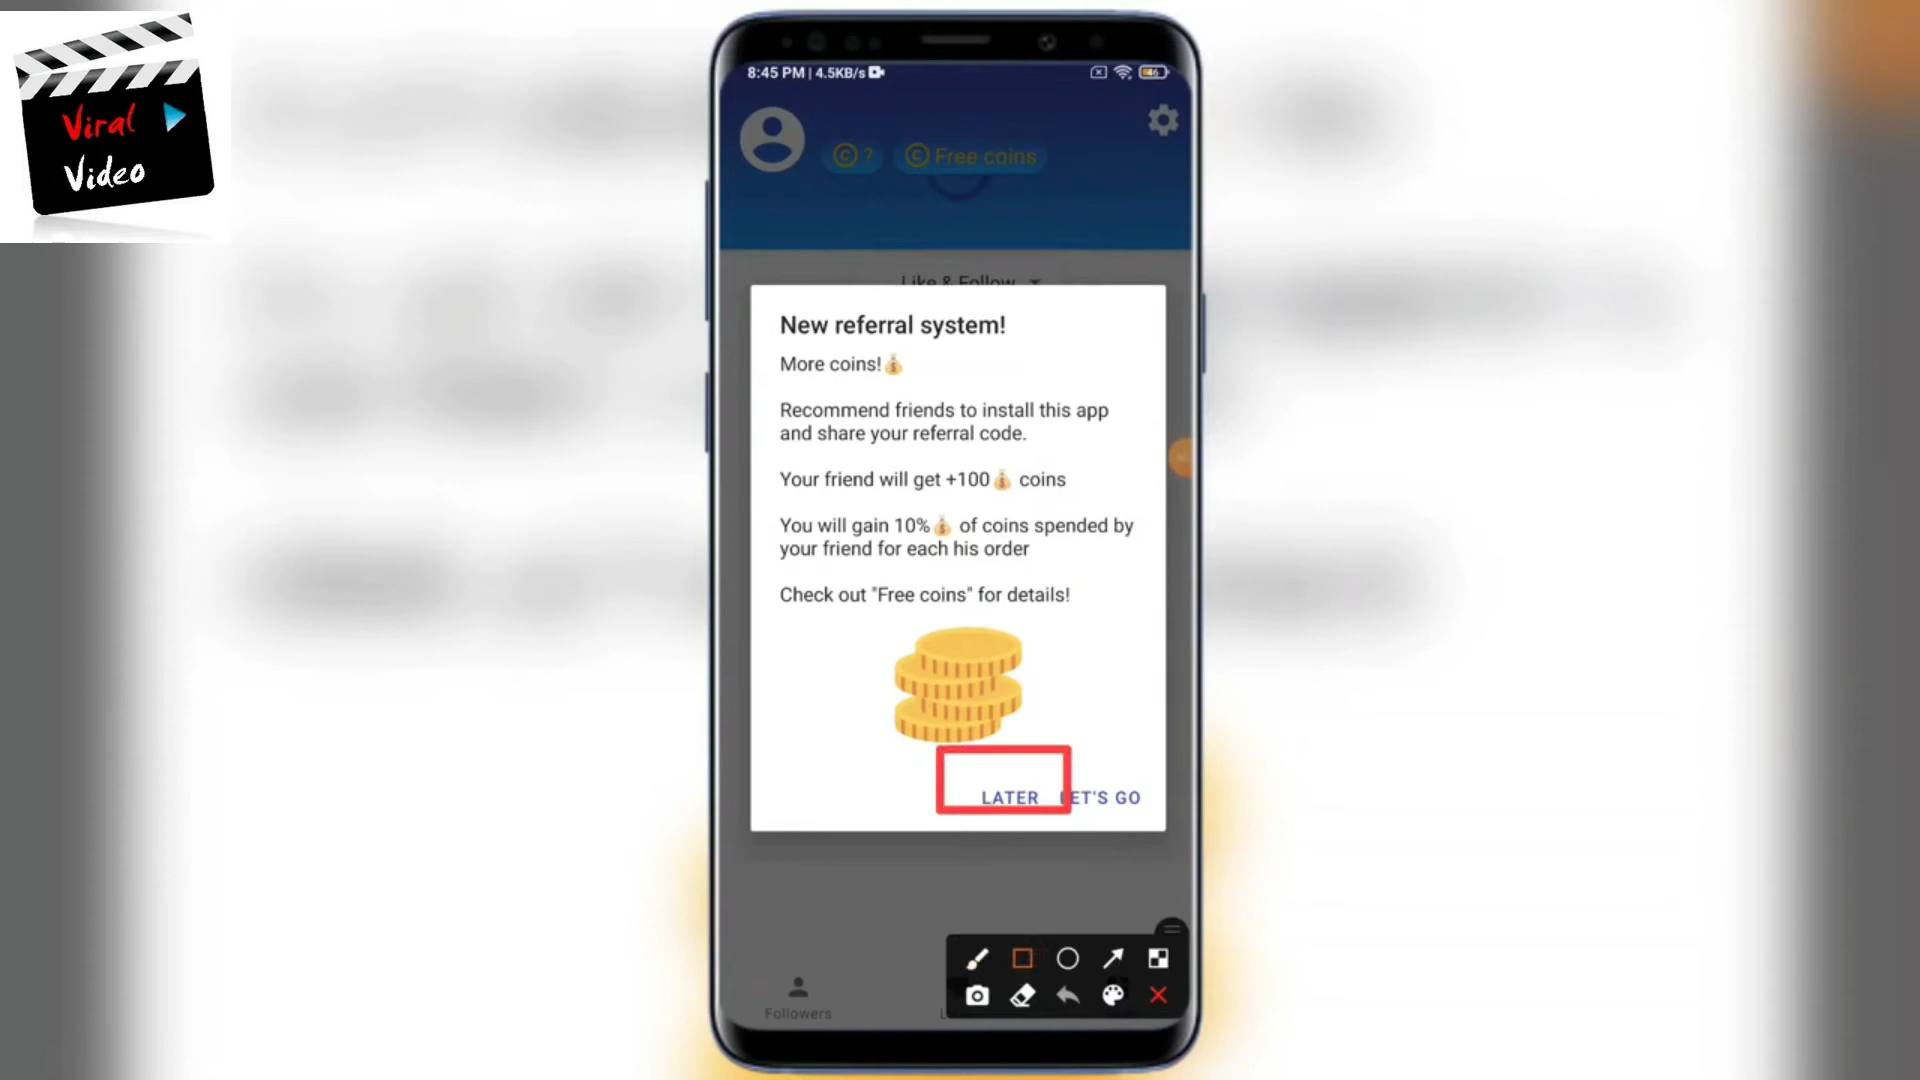 Viral
Video
8:45 PM | 4.5KB/s
46
?
Free coins
Like & Follow
New referral system!
More coins!💰
Recommend friends to install this app
and share your referral code.
Your friend will get +100💰 coins
You will gain 10%💰 of coins spended by
your friend for each his order
Check out "Free coins" for details!
LATER
LET'S GO
Followers